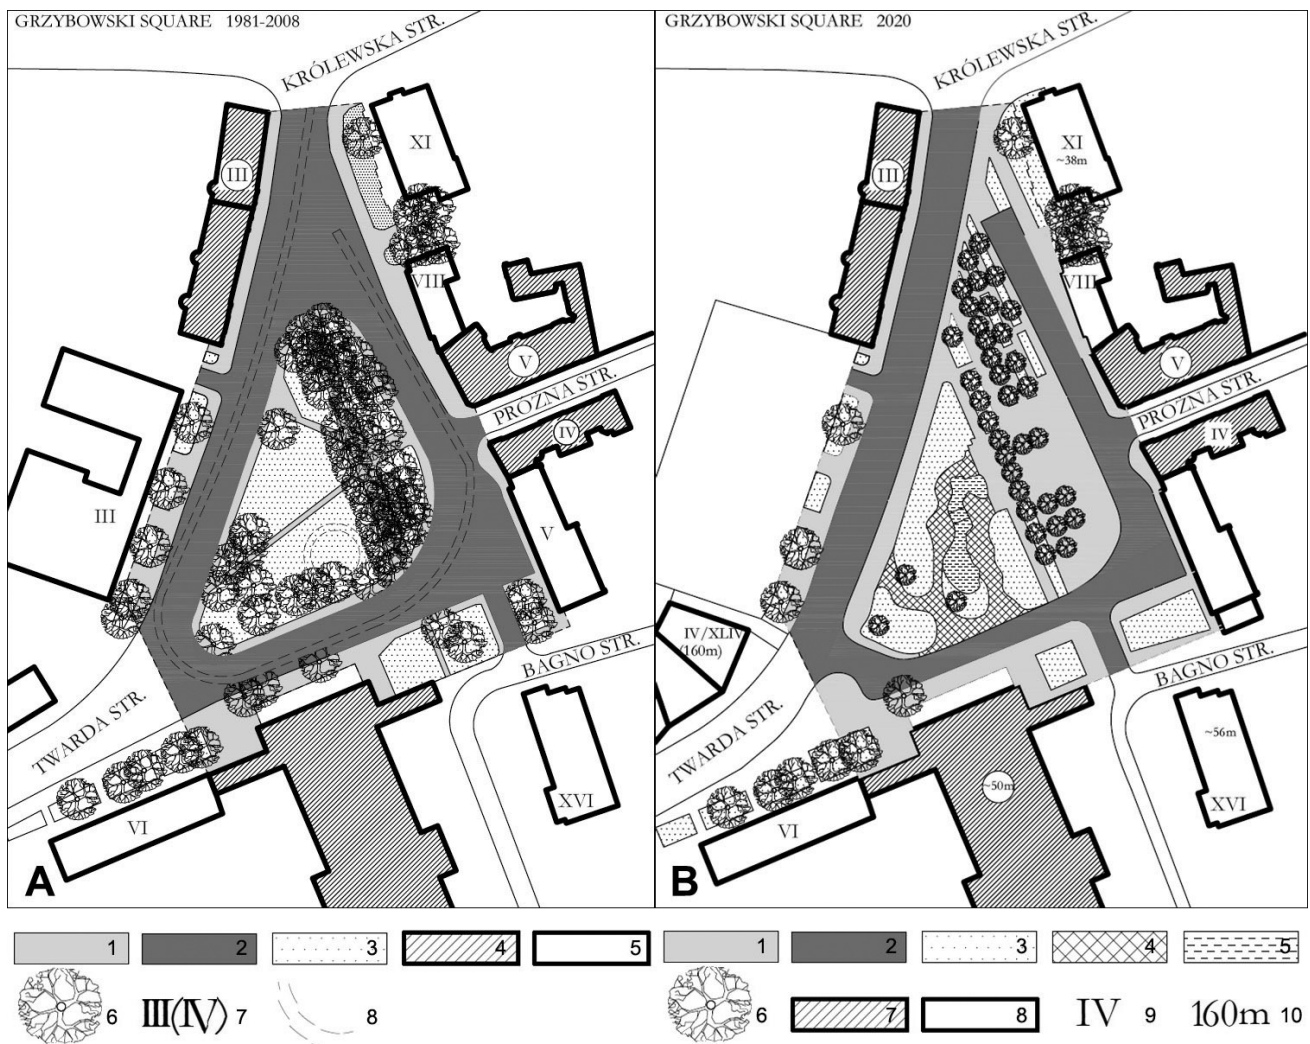 GRZYBOWSKI SQUARE 1981-2008
KRÓLEWSKA STR.
XI
III
VIII
V
PRÓŻNA STR.
IV
III
V
BAGNO STR.
TWARDA STR.
VI
XVI
A
GRZYBOWSKI SQUARE 2020
KRÓLEWSKA STR.
XI
~38m
III
VIII
V
PRÓŻNA STR.
IV
IV/XLIV
(160m)
BAGNO STR.
TWARDA STR.
~56m
~50m
VI
XVI
B
1 2 3 4 5
6 III(IV) 7 8
1 2 3 4 5
6 7 8 IV 9 160m 10